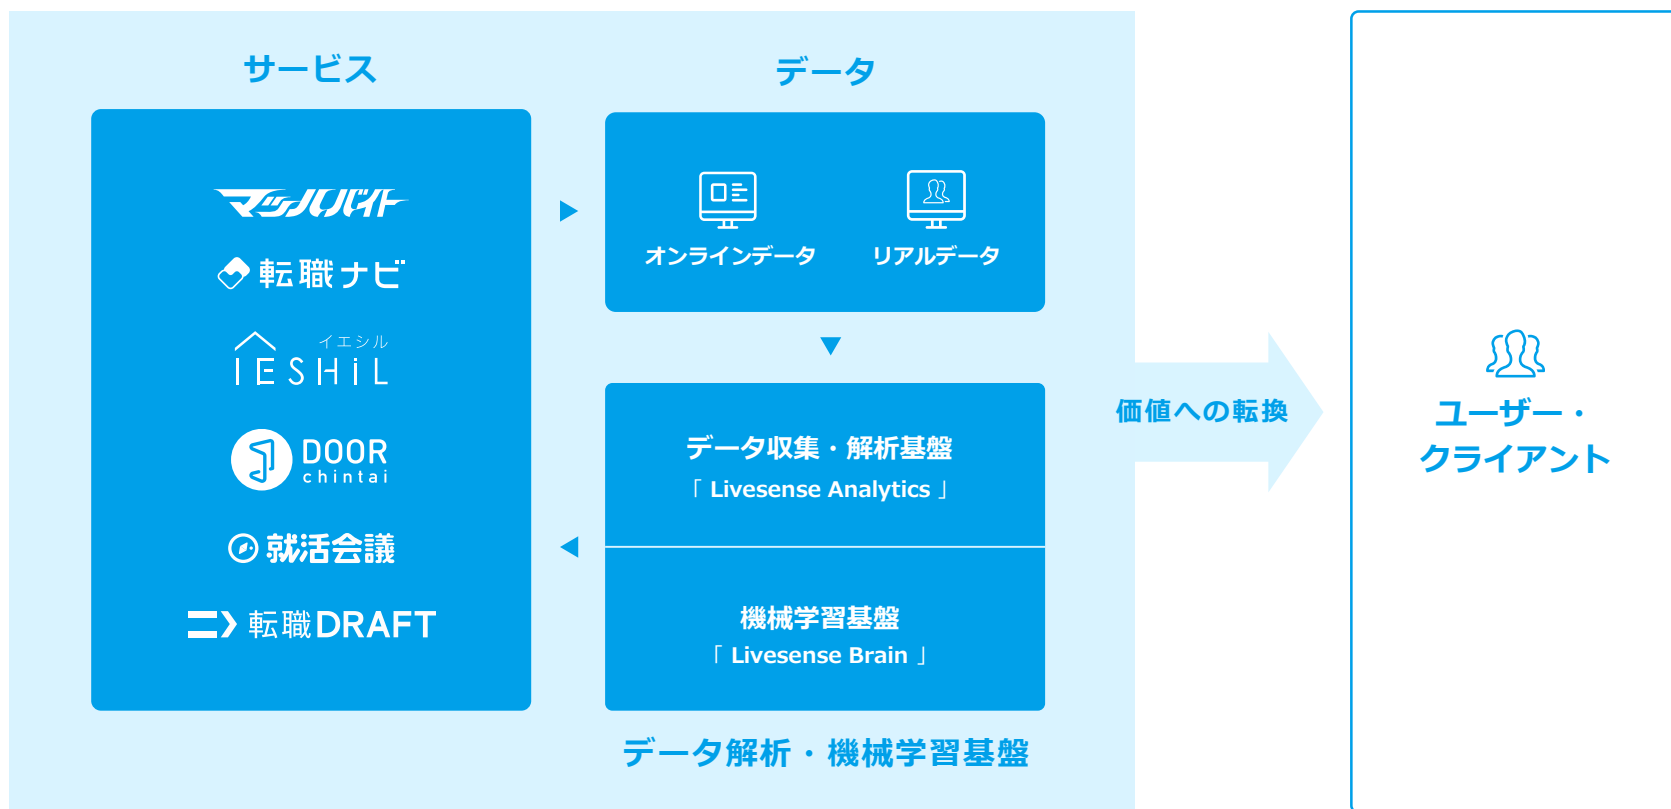 サービス
マッハバイト
転職ナビ
イエシル
IESHiL
DOOR
chintai
就活会議
転職DRAFT
データ
オンラインデータ
リアルデータ
データ収集・解析基盤
「 Livesense Analytics 」
機械学習基盤
「 Livesense Brain 」
データ解析・機械学習基盤
価値への転換
ユーザー・
クライアント